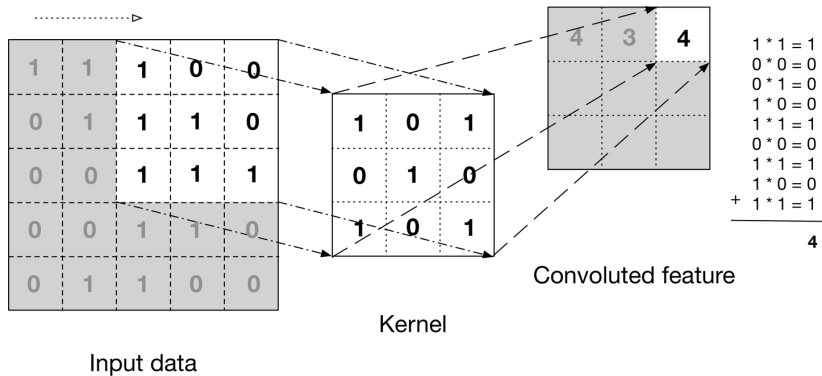 1 1 1 0 0
0 1 1 1 0
0 0 1 1 1
0 0 1 1 0
0 1 1 0 0
Input data
1 0 1
0 1 0
1 0 1
Kernel
4 3 4
Convoluted feature
1 * 1 = 1
0 * 0 = 0
0 * 1 = 0
1 * 0 = 0
1 * 1 = 1
0 * 0 = 0
1 * 1 = 1
1 * 0 = 0
+ 1 * 1 = 1
4